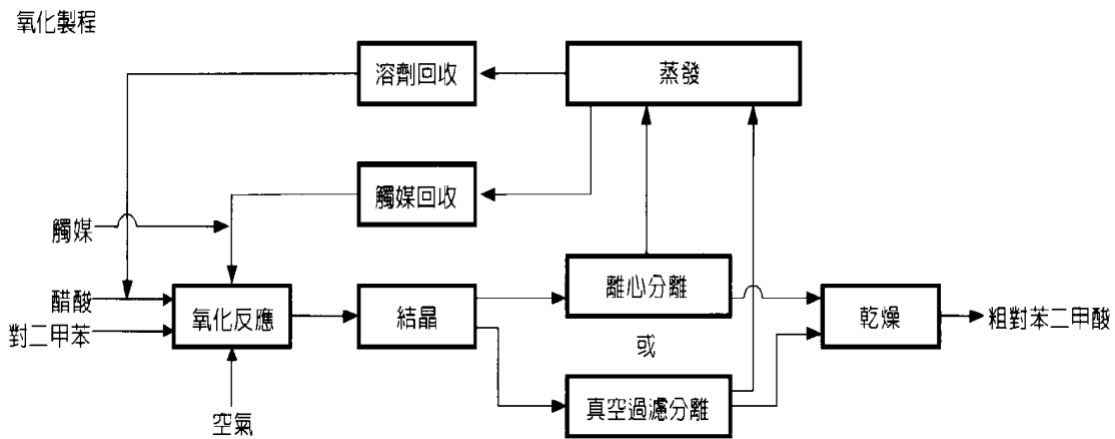 氧化製程
溶劑回收
蒸發
觸媒回收
觸媒
醋酸
對二甲苯
氧化反應
空氣
結晶
離心分離
或
真空過濾分離
乾燥
粗對苯二甲酸